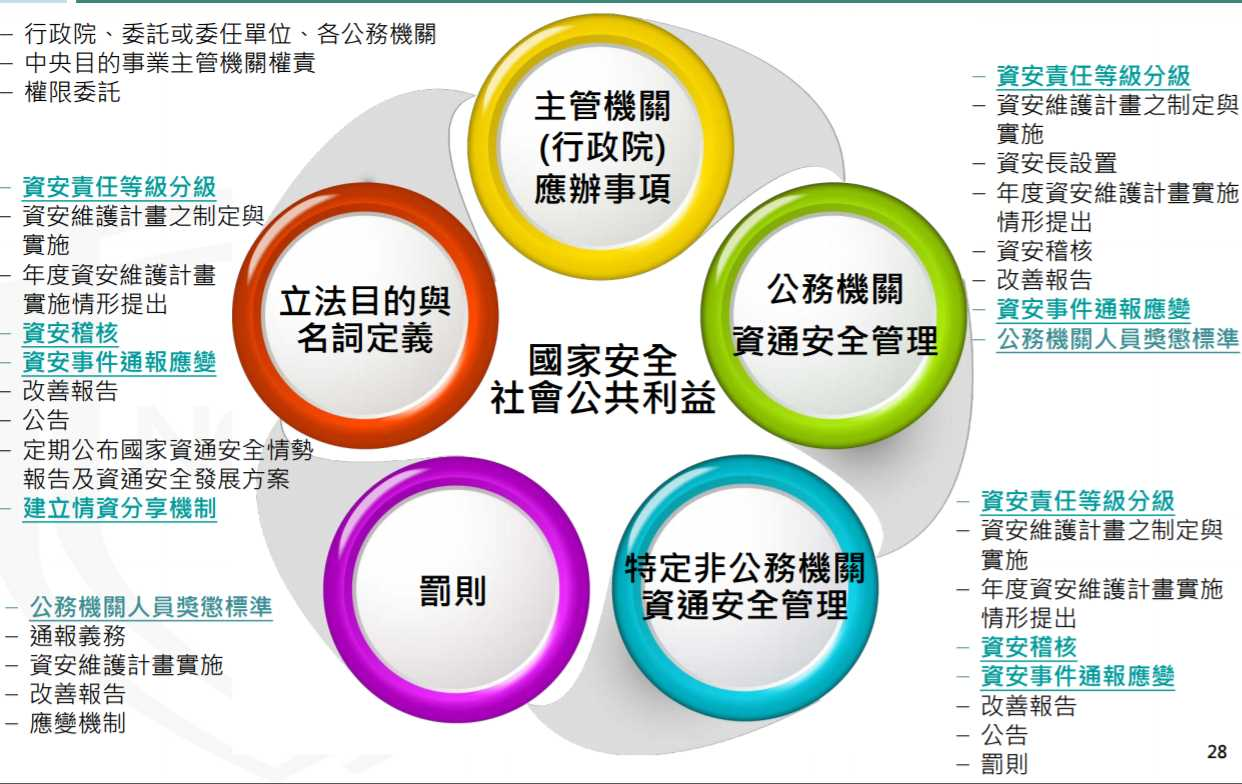 – 行政院、委託或委任單位、各公務機關
– 中央目的事業主管機關權責
– 權限委託
主管機關
(行政院)
應辦事項
– 資安責任等級分級
– 資安維護計畫之制定與
實施
– 資安長設置
– 年度資安維護計畫實施
情形提出
– 資安稽核
– 改善報告
– 資安事件通報應變
– 公務機關人員獎懲標準
– 資安責任等級分級
– 資安維護計畫之制定與
實施
– 年度資安維護計畫
實施情形提出
– 資安稽核
– 資安事件通報應變
– 改善報告
– 公告
– 定期公布國家資通安全情勢
報告及資通安全發展方案
– 建立情資分享機制
立法目的與
名詞定義
公務機關
資通安全管理
國家安全
社會公共利益
– 公務機關人員獎懲標準
– 通報義務
– 資安維護計畫實施
– 改善報告
– 應變機制
罰則
特定非公務機關
資通安全管理
– 資安責任等級分級
– 資安維護計畫之制定與
實施
– 年度資安維護計畫實施
情形提出
– 資安稽核
– 資安事件通報應變
– 改善報告
– 公告
– 罰則
28